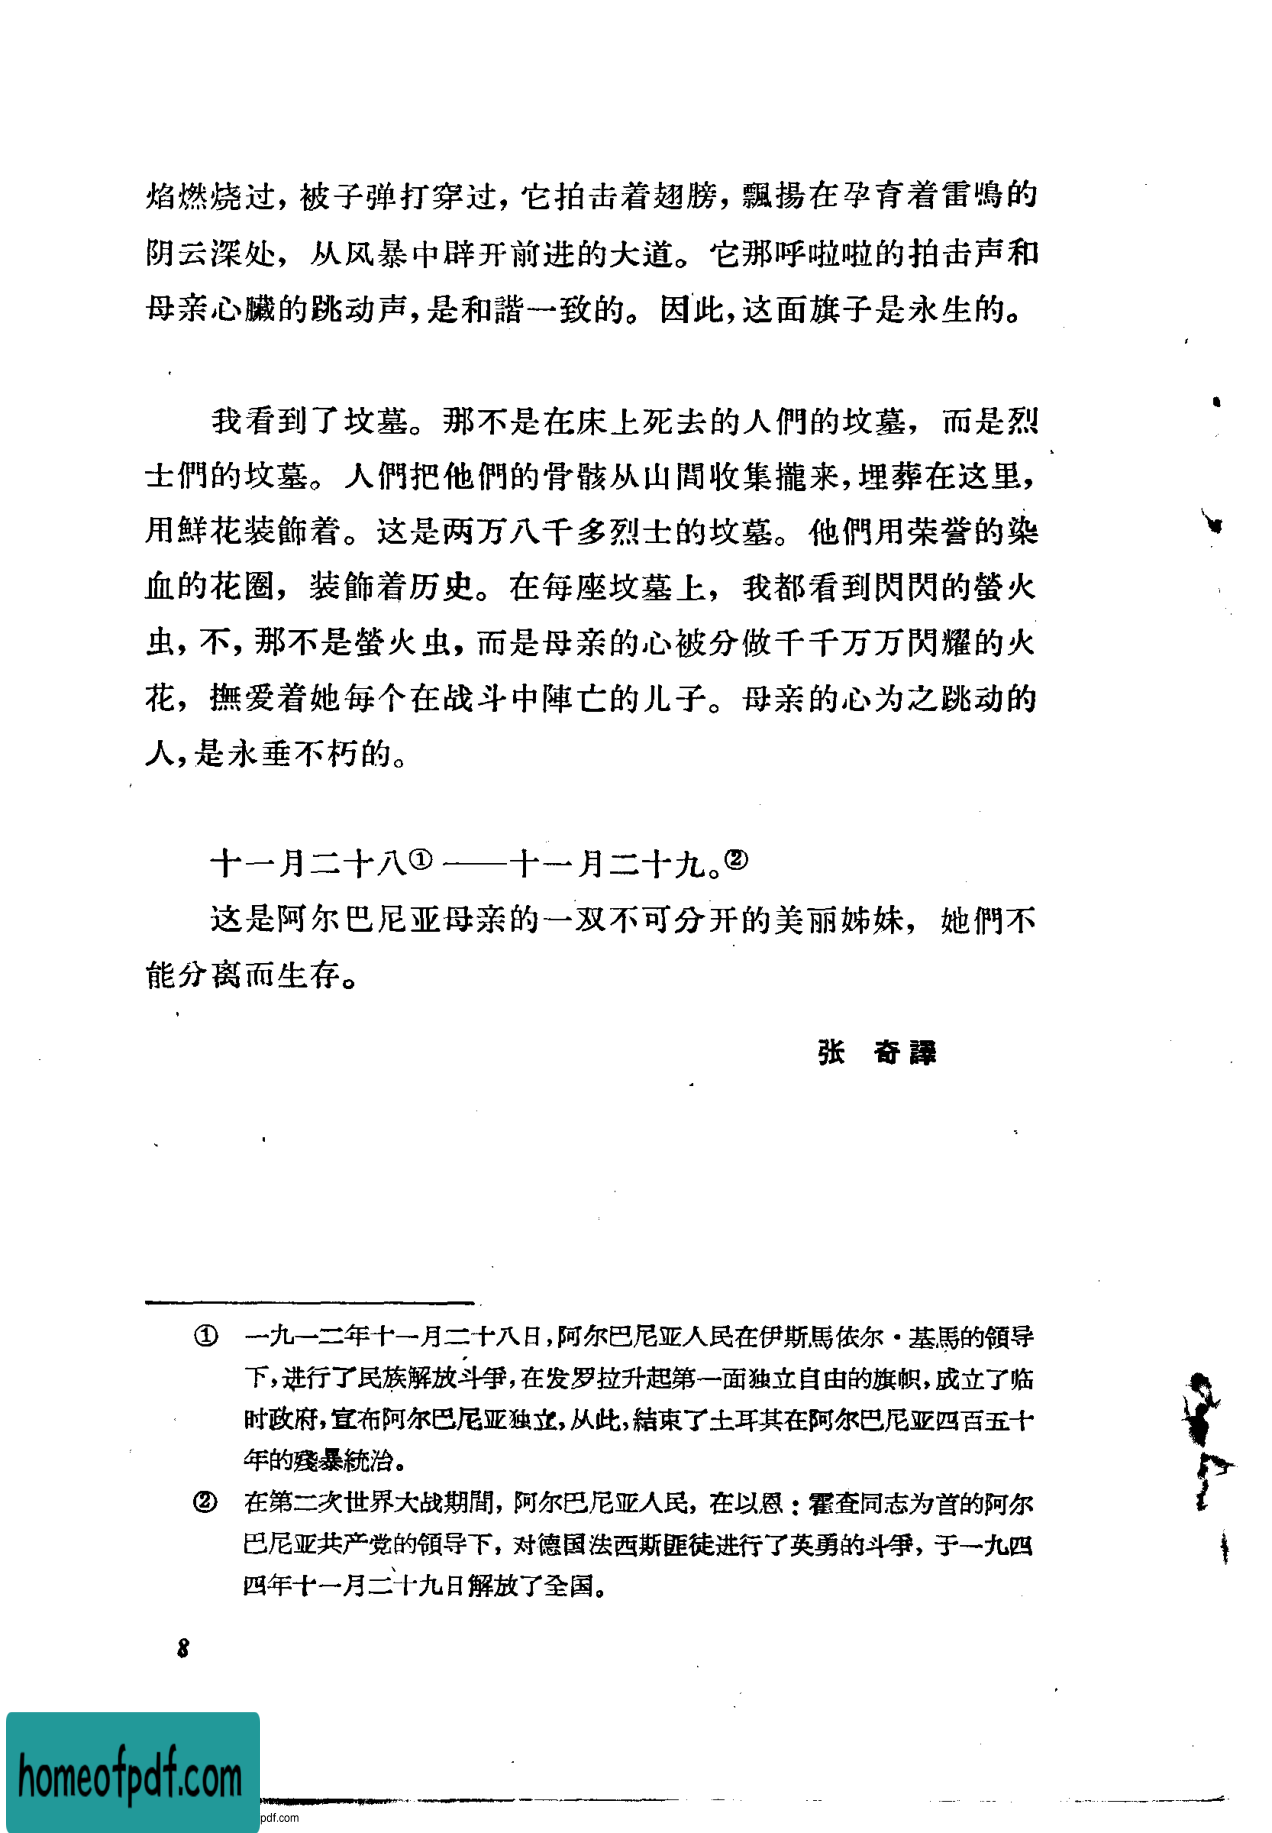 焰燃烧过，被子弹打穿过，它拍击着翅膀，飄揚在孕育着雷鳴的
阴云深处，从风暴中辟开前进的大道。它那呼啦啦的拍击声和
母亲心臟的跳动声，是和諧一致的。因此，这面旗子是永生的。
我看到了坟墓。那不是在床上死去的人們的坟墓，而是烈
士們的坟墓。人們把他們的骨骸从山間收集攏来，埋葬在这里，
用鮮花装飾着。这是两万八千多烈士的坟墓。他們用荣誉的染
血的花圈，装飾着历史。在每座坟墓上，我都看到閃閃的螢火
虫，不，那不是螢火虫，而是母亲的心被分做千千万万閃耀的火
花，撫爱着她每个在战斗中陣亡的儿子。母亲的心为之跳动的
人，是永垂不朽的。
十一月二十八①——十一月二十九。②
这是阿尔巴尼亚母亲的一双不可分开的美丽姊妹，她們不
能分离而生存。
张　奇譯
①　一九一二年十一月二十八日，阿尔巴尼亚人民在伊斯馬依尔·基馬的領导
下，进行了民族解放斗爭，在发罗拉升起第一面独立自由的旗帜，成立了临
时政府，宣布阿尔巴尼亚独立，从此，結束了土耳其在阿尔巴尼亚四百五十
年的殘暴統治。
②　在第二次世界大战期間，阿尔巴尼亚人民，在以恩：霍査同志为首的阿尔
巴尼亚共产党的領导下，对德国法西斯匪徒进行了英勇的斗爭，于一九四
四年十一月二十九日解放了全国。
8
homeofpdf.com
pdf.com